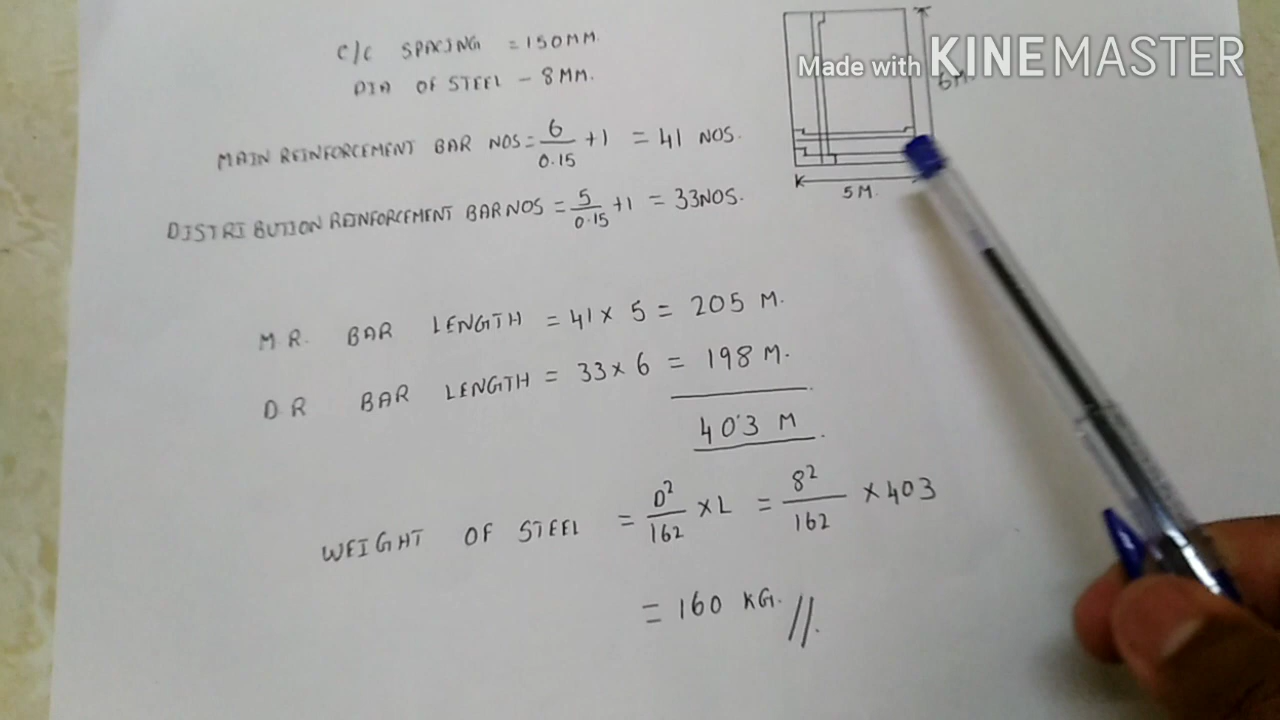 C/C SPACING = 150MM.
DIA OF STEEL - 8MM.
Made with KINEMASTER
6M.
MAIN REINFORCEMENT BAR NOS = 6/0.15 + 1 = 41 NOS.
5M.
DISTRIBUTION REINFORCEMENT BAR NOS = 5/0.15 + 1 = 33NOS.
M R. BAR LENGTH = 41 x 5 = 205 M.
D R BAR LENGTH = 33 x 6 = 198 M.
403 M.
WEIGHT OF STEEL = D²/162 x L = 8²/162 x 403
= 160 KG. //.